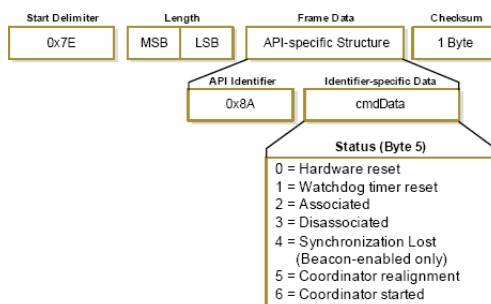 Start Delimiter Length Frame Data Checksum
0x7E MSB LSB API-specific Structure 1 Byte
API Identifier Identifier-specific Data
0x8A cmdData
Status (Byte 5)
0 = Hardware reset
1 = Watchdog timer reset
2 = Associated
3 = Disassociated
4 = Synchronization Lost
(Beacon-enabled only)
5 = Coordinator realignment
6 = Coordinator started